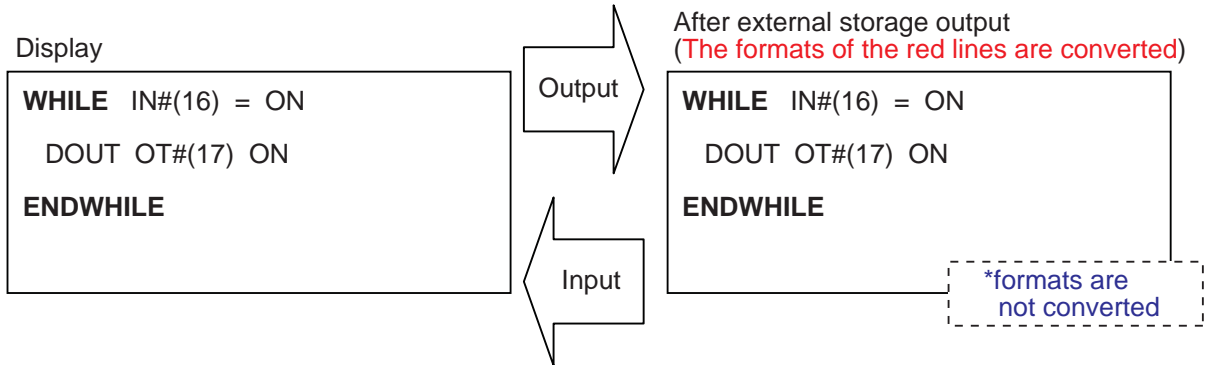 Display
WHILE IN#(16) = ON
DOUT OT#(17) ON
ENDWHILE
Output
Input
After external storage output
(The formats of the red lines are converted)
WHILE IN#(16) = ON
DOUT OT#(17) ON
ENDWHILE
*formats are
not converted